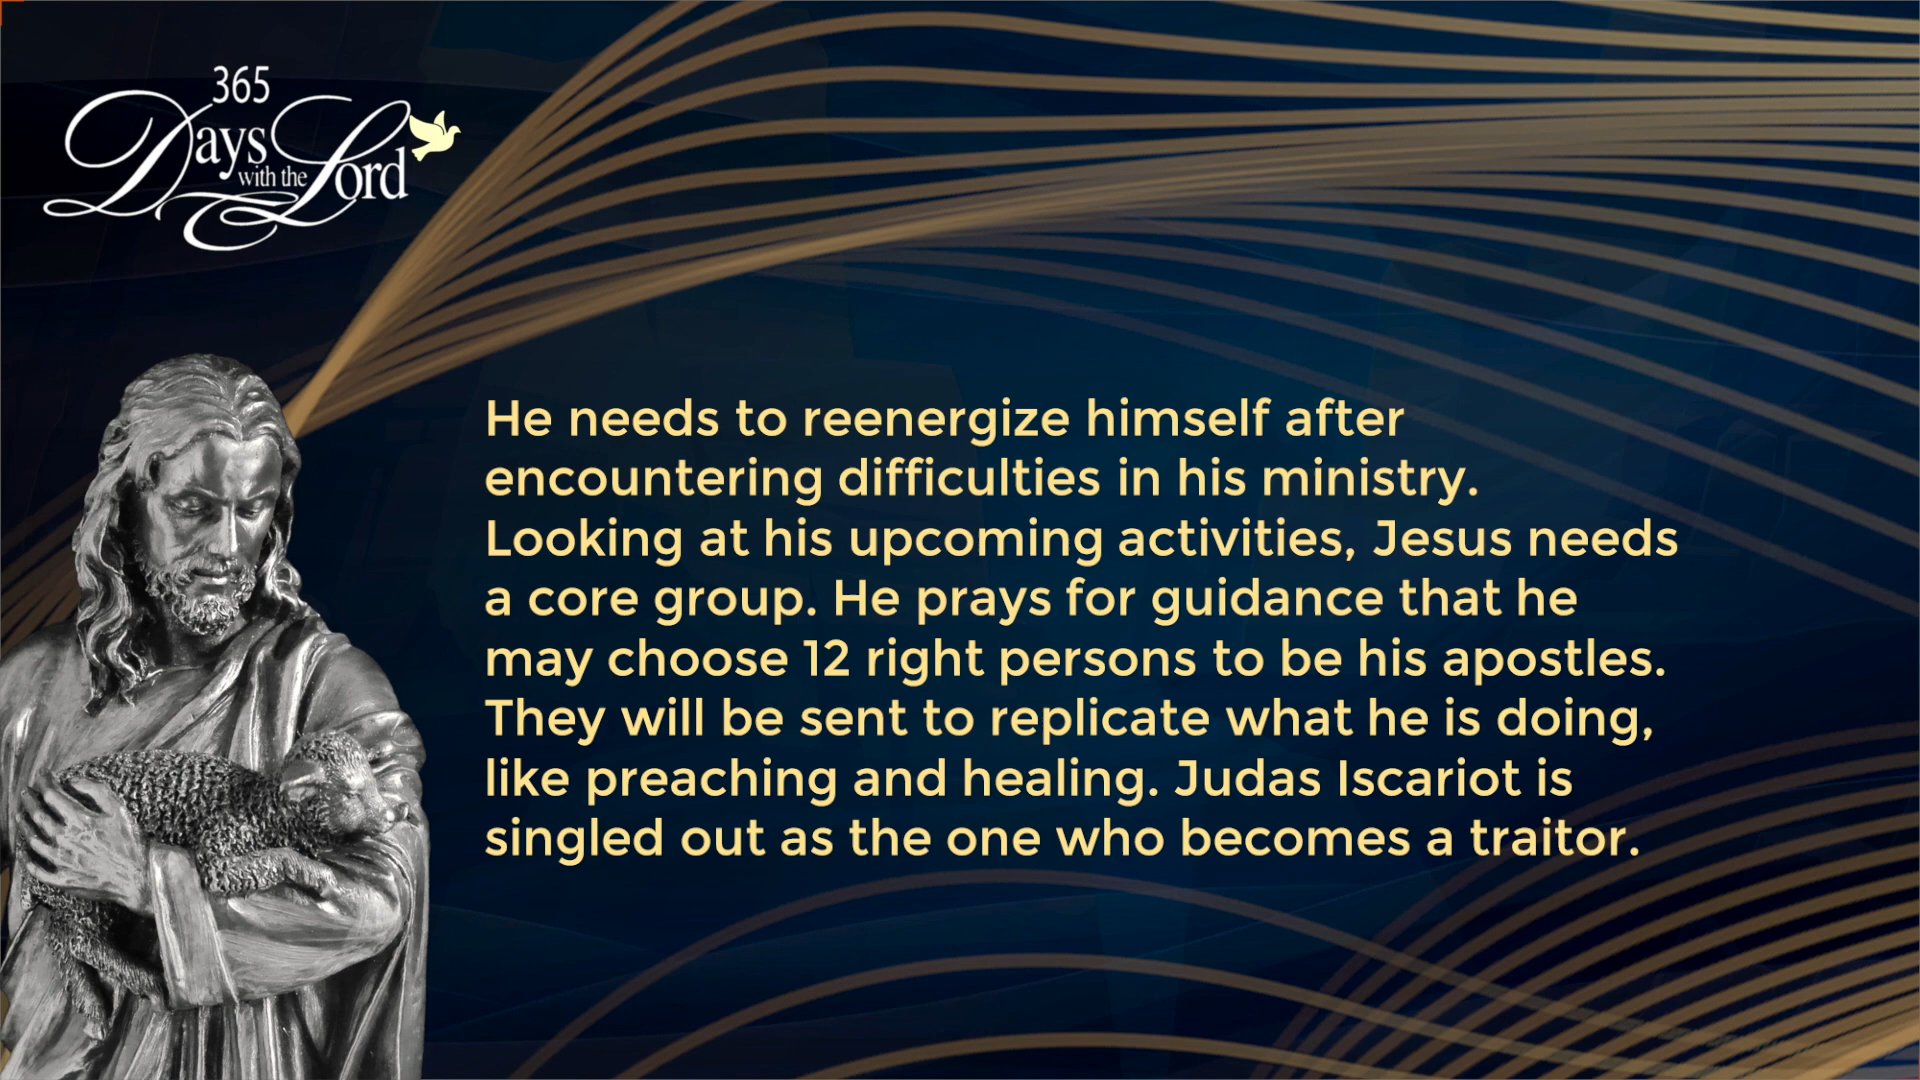 365
Days
with the
Lord
He needs to reenergize himself after
encountering difficulties in his ministry.
Looking at his upcoming activities, Jesus needs
a core group. He prays for guidance that he
may choose 12 right persons to be his apostles.
They will be sent to replicate what he is doing,
like preaching and healing. Judas Iscariot is
singled out as the one who becomes a traitor.